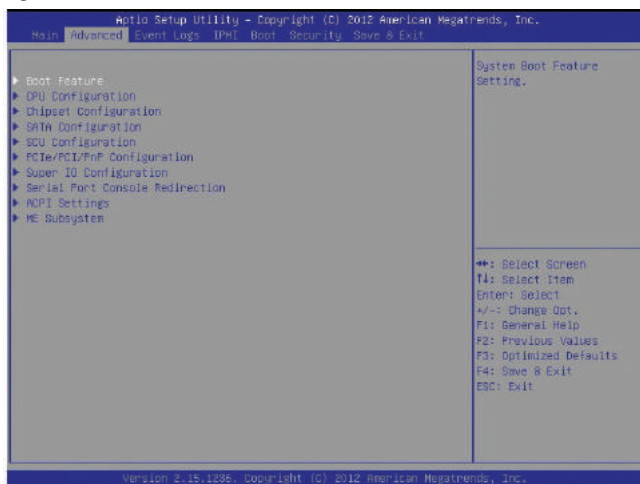 Aptio Setup Utility - Copyright (C) 2012 American Megatrends, Inc.
Main Advanced Event Logs IPMI Boot Security Save & Exit
Boot Feature
CPU Configuration
Chipset Configuration
SATA Configuration
SCU Configuration
PCIe/PCI/PnP Configuration
Super IO Configuration
Serial Port Console Redirection
ACPI Settings
ME Subsystem
System Boot Feature
Setting.
→←: Select Screen
↑↓: Select Item
Enter: Select
+/-: Change Opt.
F1: General Help
F2: Previous Values
F3: Optimized Defaults
F4: Save & Exit
ESC: Exit
Version 2.15.1236. Copyright (C) 2012 American Megatrends, Inc.